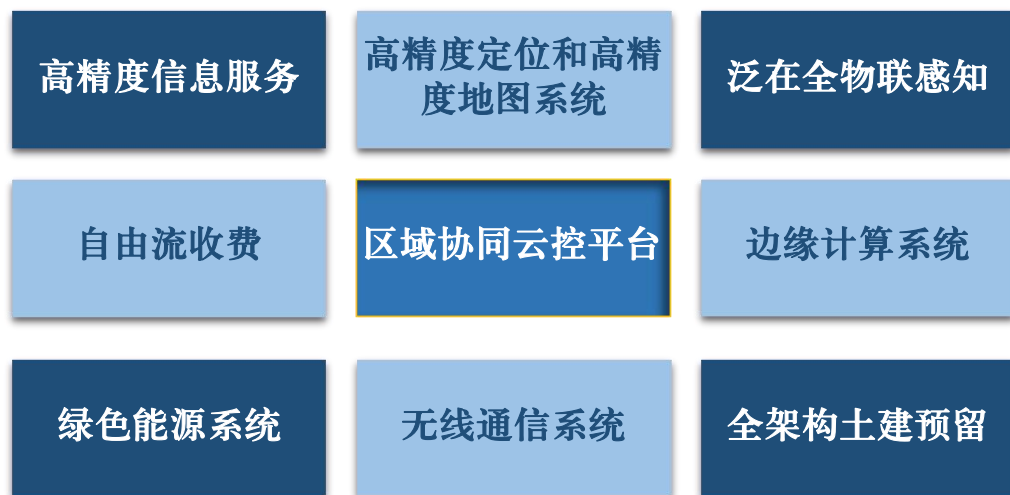 高精度信息服务
高精度定位和高精
度地图系统
泛在全物联感知
自由流收费
区域协同云控平台
边缘计算系统
绿色能源系统
无线通信系统
全架构土建预留